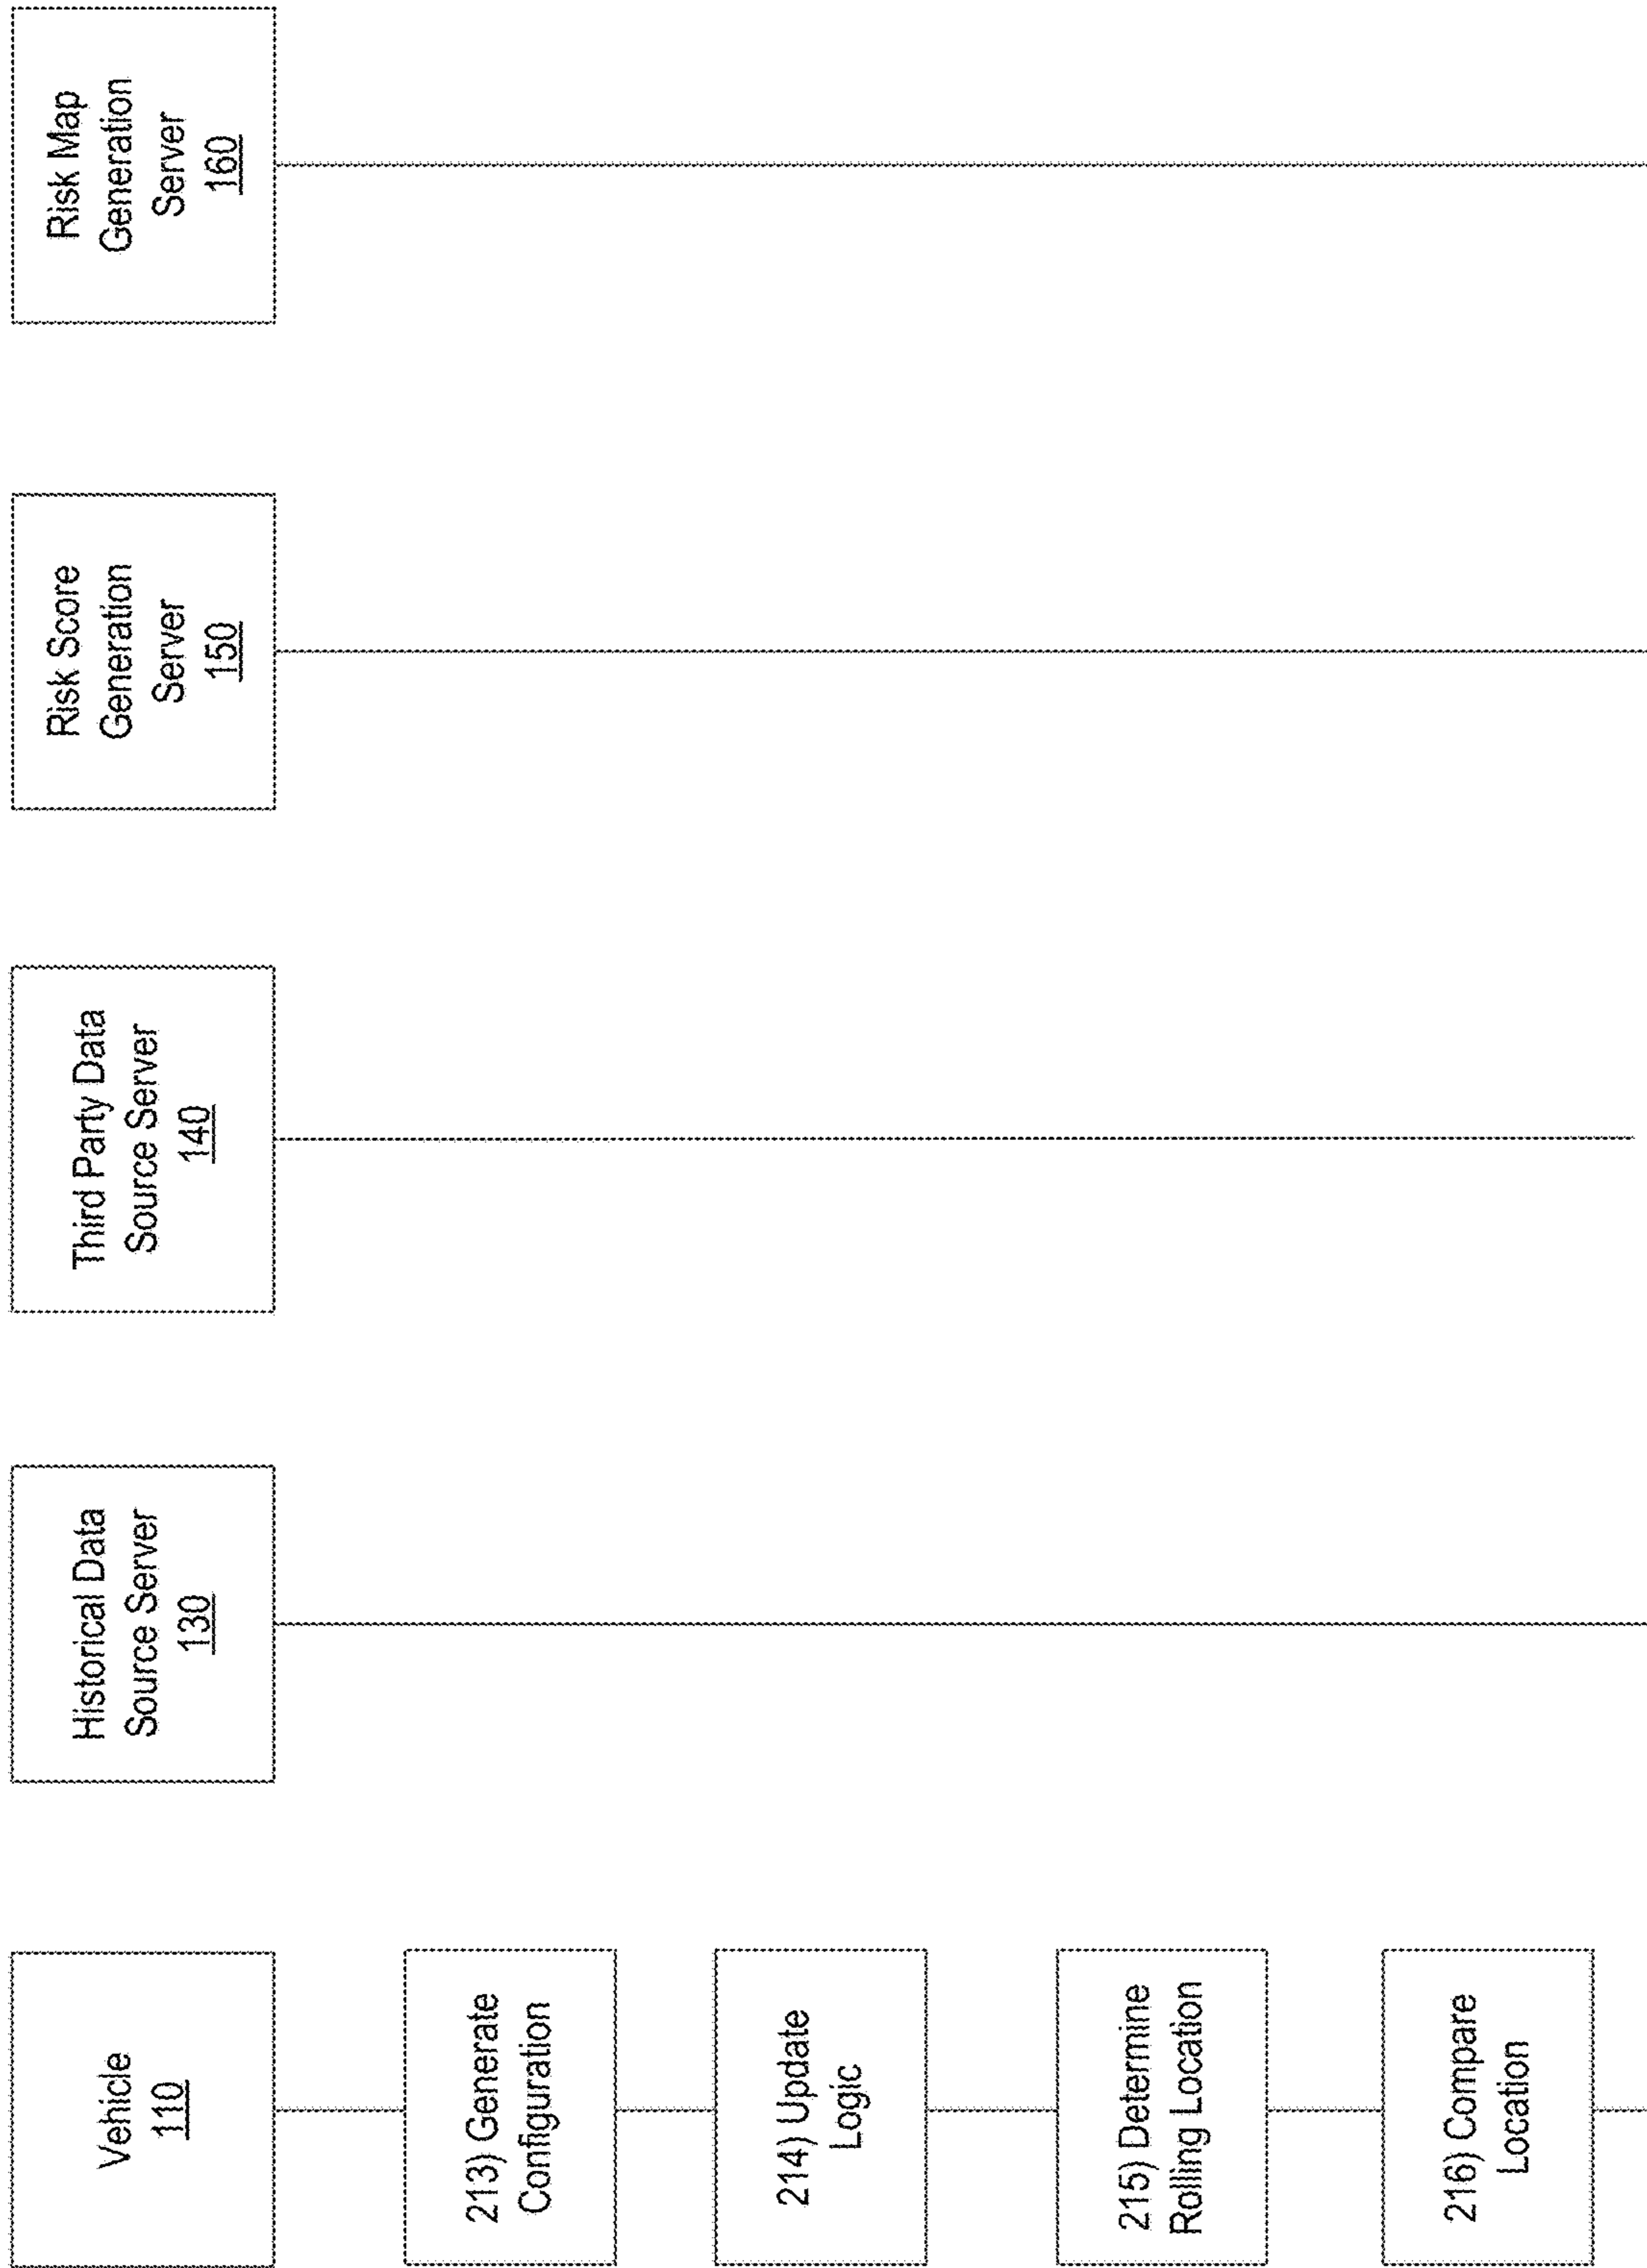 Vehicle
110
Historical Data
Source Server
130
Third Party Data
Source Server
140
Risk Score
Generation
Server
150
Risk Map
Generation
Server
160
213) Generate
Configuration
214) Update
Logic
215) Determine
Rolling Location
216) Compare
Location